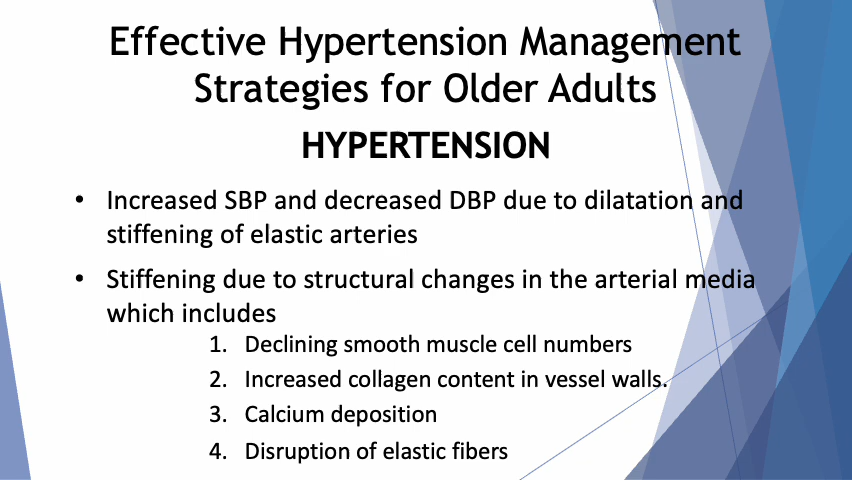 Effective Hypertension Management
Strategies for Older Adults
HYPERTENSION
• Increased SBP and decreased DBP due to dilatation and
stiffening of elastic arteries
• Stiffening due to structural changes in the arterial media
which includes
1. Declining smooth muscle cell numbers
2. Increased collagen content in vessel walls.
3. Calcium deposition
4. Disruption of elastic fibers